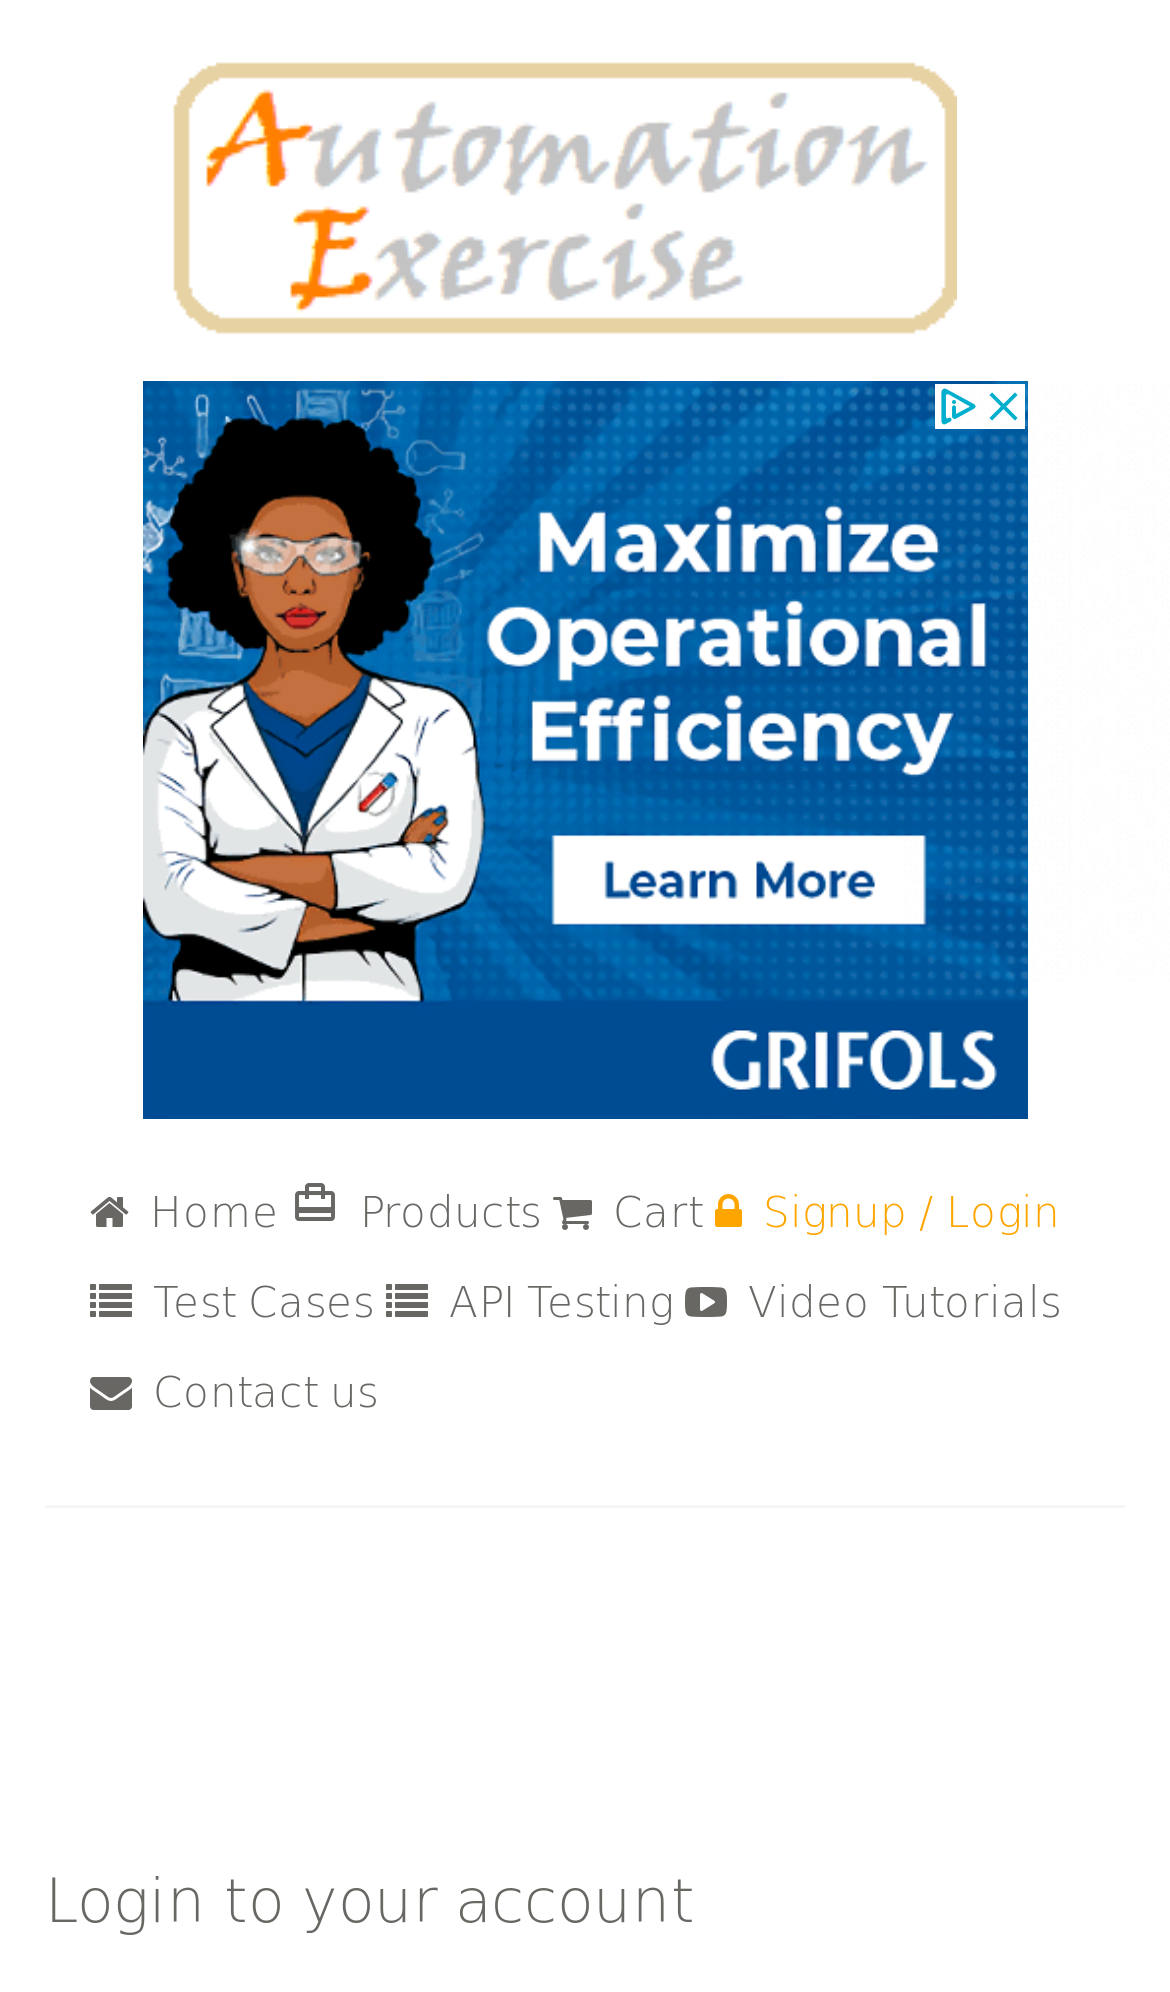 Automation
Exercise
Maximize
Operational
Efficiency
Learn More
GRIFOLS
Home Products Cart Signup / Login
Test Cases API Testing Video Tutorials
Contact us
Login to your account